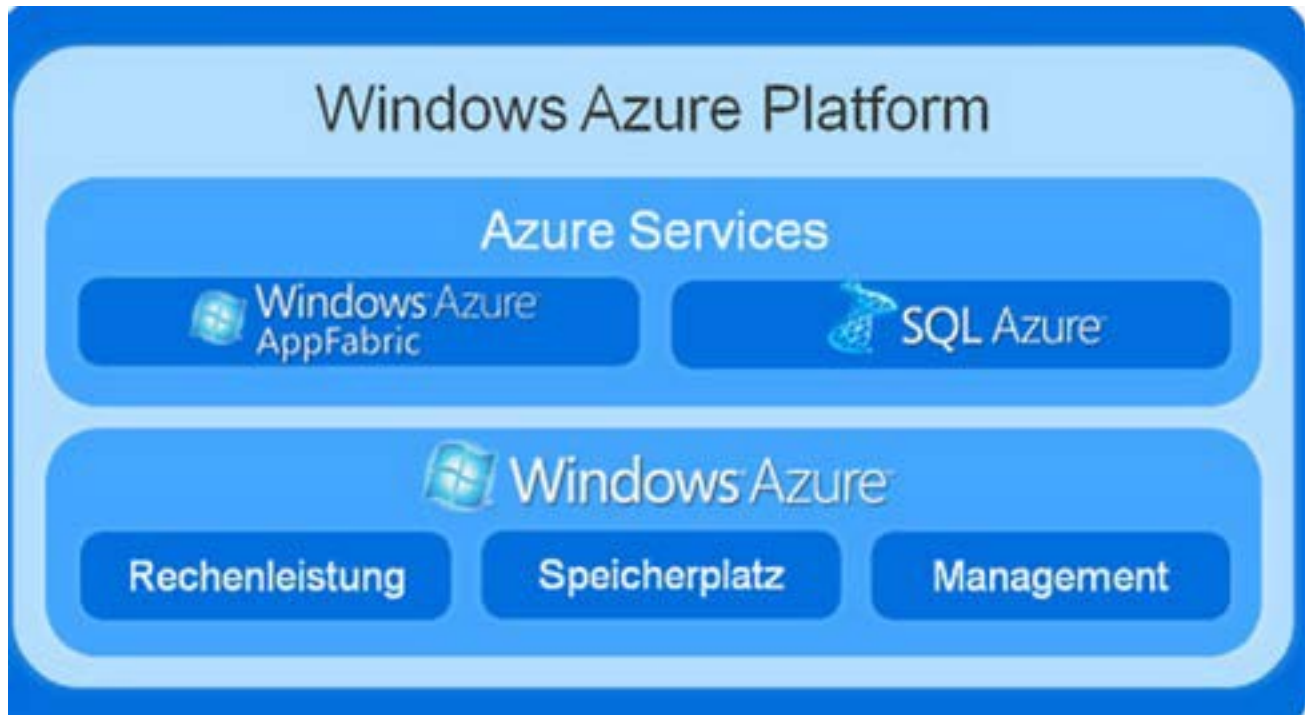 Windows Azure Platform
Azure Services
Windows Azure
AppFabric
SQL Azure
Windows Azure
Rechenleistung
Speicherplatz
Management